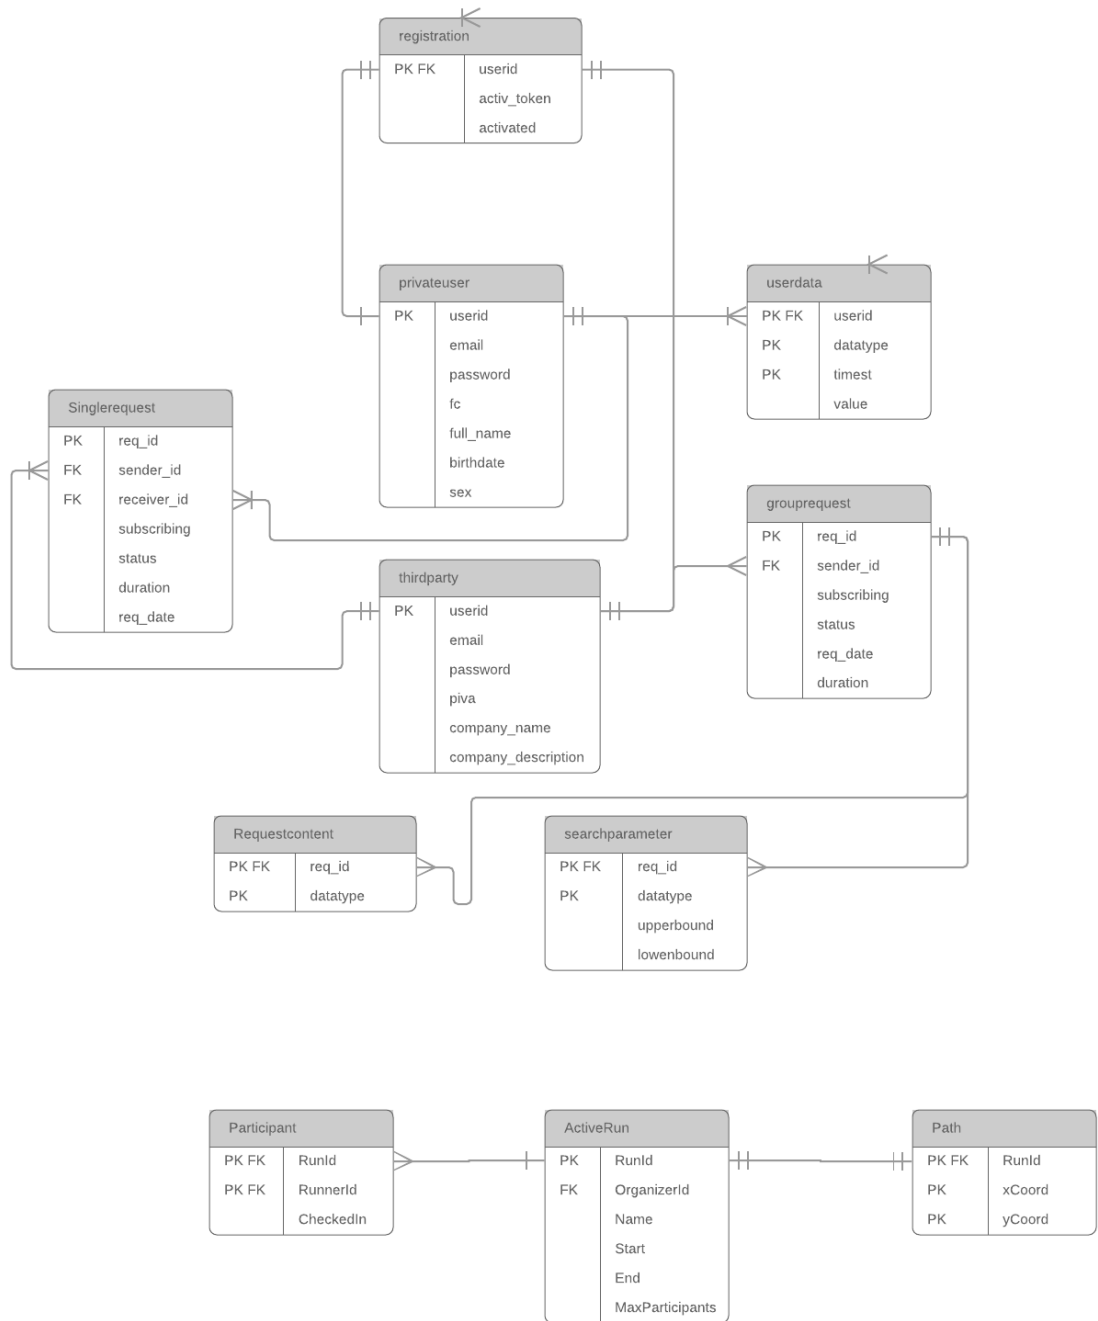 registration
PK FK userid
activ_token
activated
privateuser
PK userid
email
password
fc
full_name
birthdate
sex
userdata
PK FK userid
PK datatype
PK timest
value
Singlerequest
PK req_id
FK sender_id
FK receiver_id
subscribing
status
duration
req_date
grouprequest
PK req_id
FK sender_id
subscribing
status
req_date
duration
thirdparty
PK userid
email
password
piva
company_name
company_description
Requestcontent
PK FK req_id
PK datatype
searchparameter
PK FK req_id
PK datatype
upperbound
lowenbound
Participant
PK FK RunId
PK FK RunnerId
CheckedIn
ActiveRun
PK RunId
FK OrganizerId
Name
Start
End
MaxParticipants
Path
PK FK RunId
PK xCoord
PK yCoord